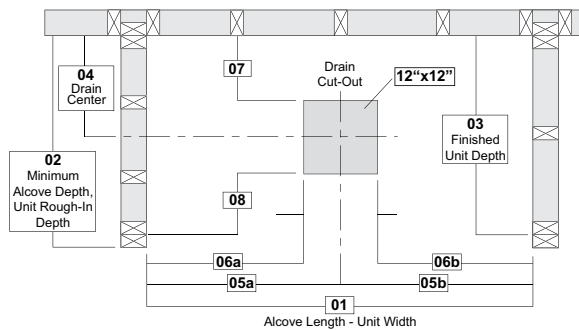 04
Drain
Center
07
Drain
Cut-Out
12“x12”
03
Finished
Unit Depth
02
Minimum
Alcove Depth,
Unit Rough-In
Depth
08
06a
06b
05a
05b
01
Alcove Length - Unit Width